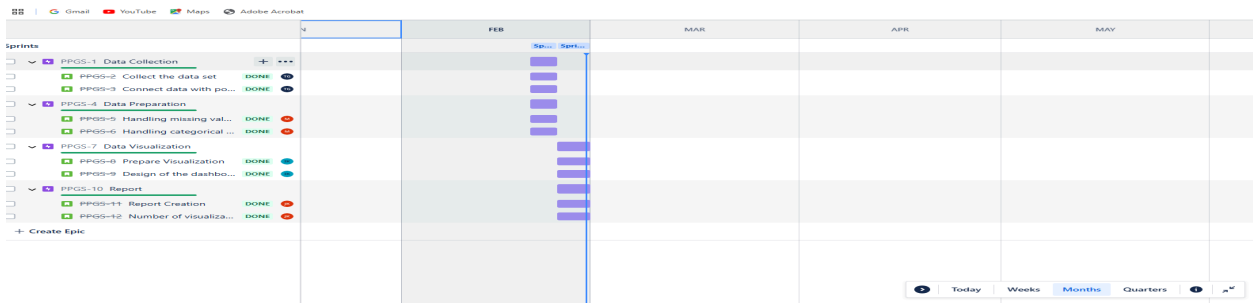 Gmail YouTube Maps Adobe Acrobat
N FEB MAR APR MAY
Sprints Sp... Spri...
PPGS-1 Data Collection
PPGS-2 Collect the data set DONE TG
PPGS-3 Connect data with po... DONE TG
PPGS-4 Data Preparation
PPGS-5 Handling missing val... DONE
PPGS-6 Handling categorical ... DONE
PPGS-7 Data Visualization
PPGS-8 Prepare Visualization DONE
PPGS-9 Design of the dashbo... DONE
PPGS-10 Report
PPGS-11 Report Creation DONE
PPGS-12 Number of visualiza... DONE
+ Create Epic
Today Weeks Months Quarters